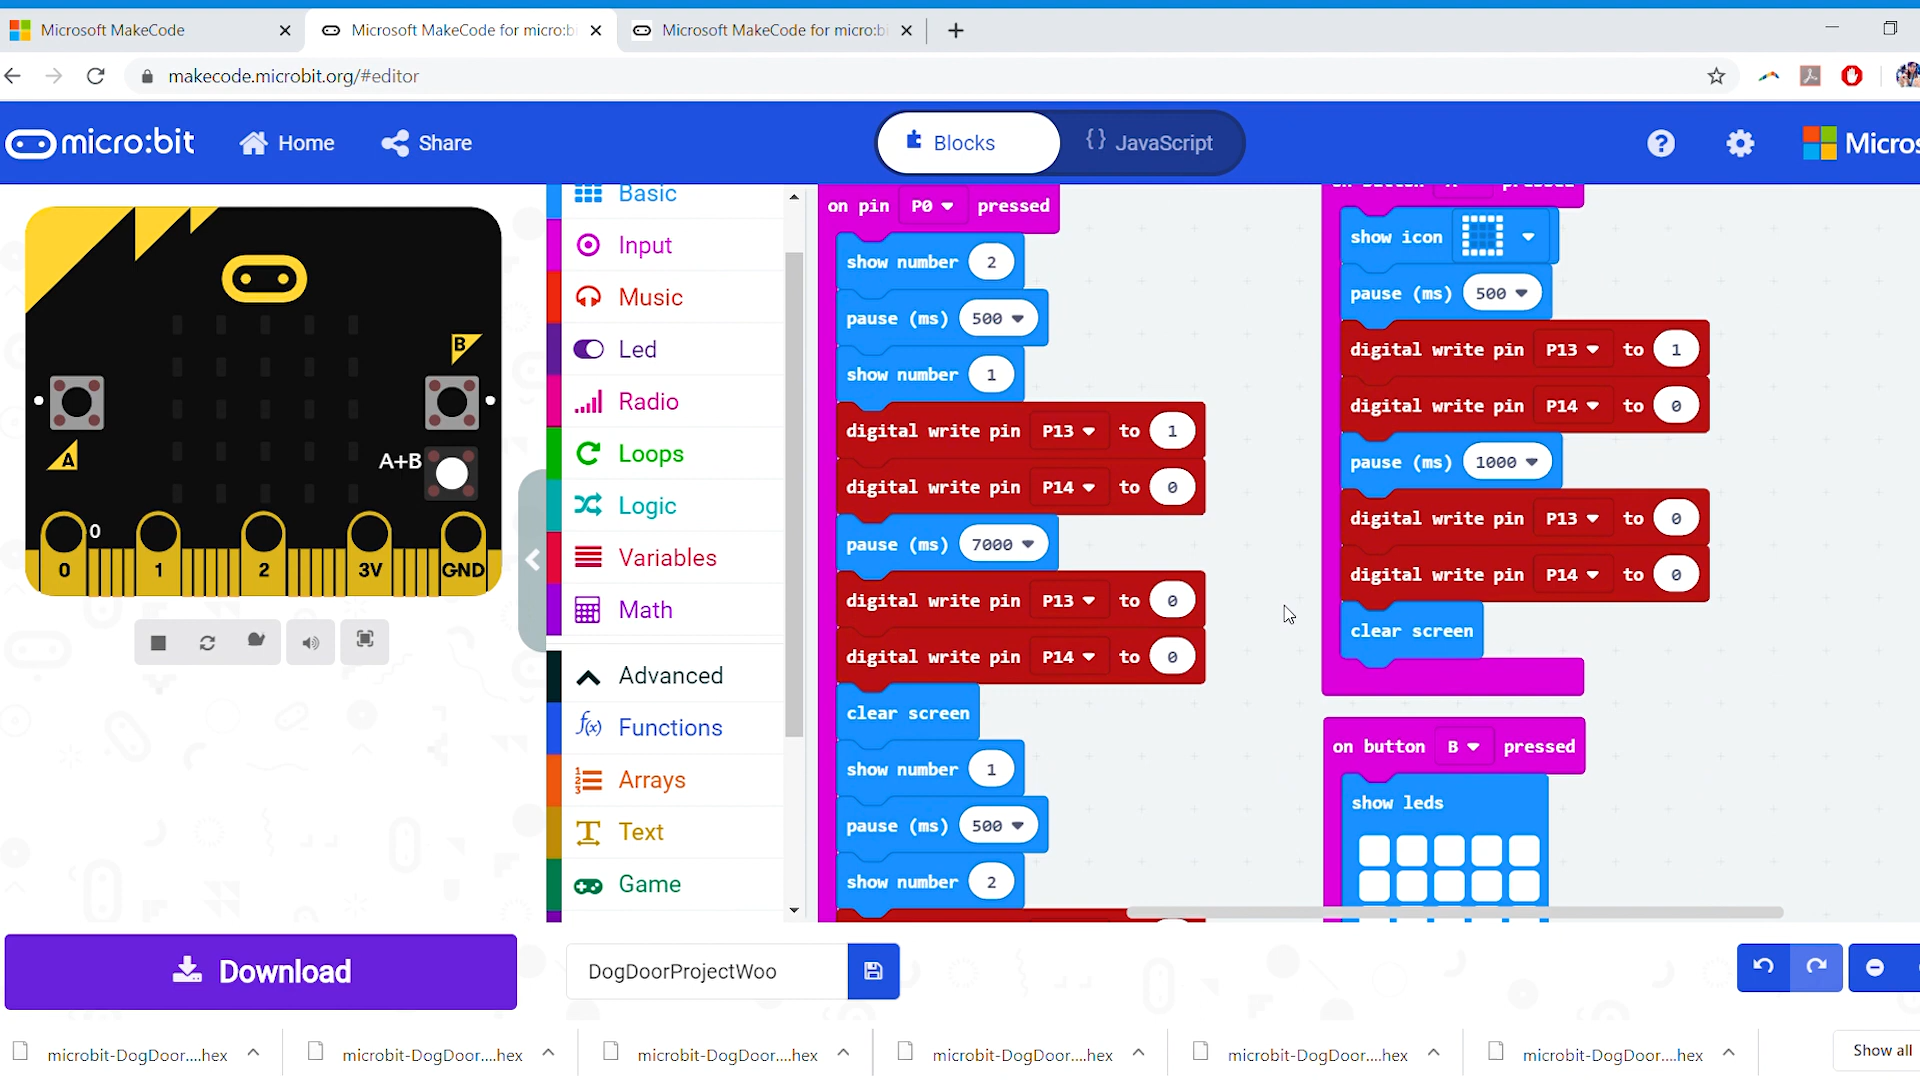 Microsoft MakeCode
Microsoft MakeCode for micro:bi
Microsoft MakeCode for micro:bi
makecode.microbit.org/#editor
micro:bit
Home
Share
Blocks
{} JavaScript
?
Micros
B
A
A+B
0
0
1
2
3V
GND
Basic
Input
Music
Led
Radio
Loops
Logic
Variables
Math
Advanced
f(x) Functions
Arrays
Text
Game
on pin P0 pressed
show number 2
pause (ms) 500
show number 1
digital write pin P13 to 1
digital write pin P14 to 0
pause (ms) 7000
digital write pin P13 to 0
digital write pin P14 to 0
clear screen
show number 1
pause (ms) 500
show number 2
on button A pressed
show icon
pause (ms) 500
digital write pin P13 to 1
digital write pin P14 to 0
pause (ms) 1000
digital write pin P13 to 0
digital write pin P14 to 0
clear screen
on button B pressed
show leds
Download
DogDoorProjectWoo
microbit-DogDoor....hex
microbit-DogDoor....hex
microbit-DogDoor....hex
microbit-DogDoor....hex
microbit-DogDoor....hex
microbit-DogDoor....hex
Show all